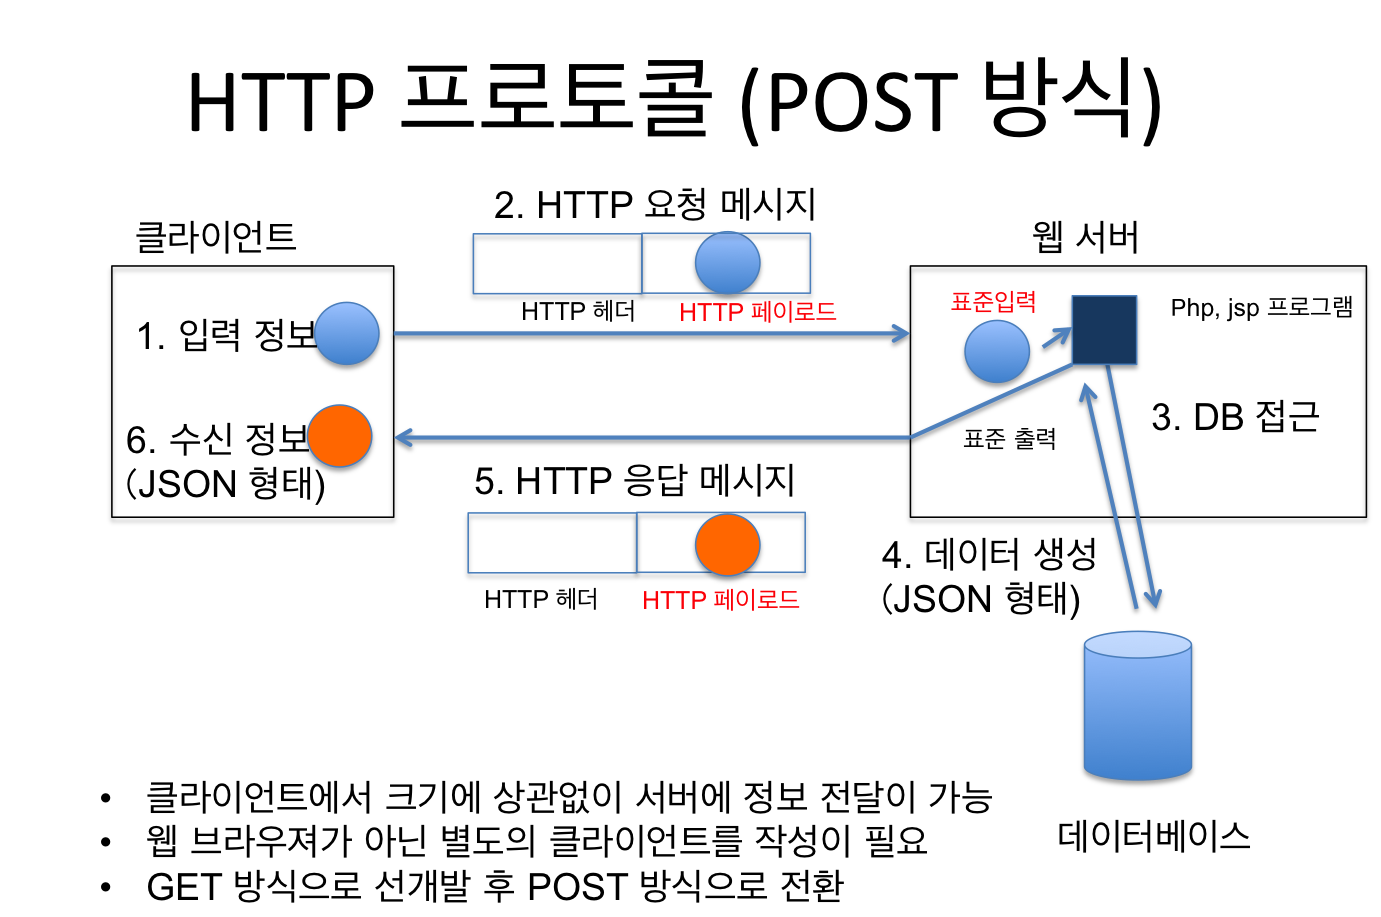 HTTP 프로토콜 (POST 방식)
2. HTTP 요청 메시지
클라이언트
웹 서버
HTTP 헤더
HTTP 페이로드
1. 입력 정보
표준입력
Php, jsp 프로그램
3. DB 접근
표준 출력
6. 수신 정보
(JSON 형태)
5. HTTP 응답 메시지
HTTP 헤더
HTTP 페이로드
4. 데이터 생성
(JSON 형태)
데이터베이스
• 클라이언트에서 크기에 상관없이 서버에 정보 전달이 가능
• 웹 브라우져가 아닌 별도의 클라이언트를 작성이 필요
• GET 방식으로 선개발 후 POST 방식으로 전환